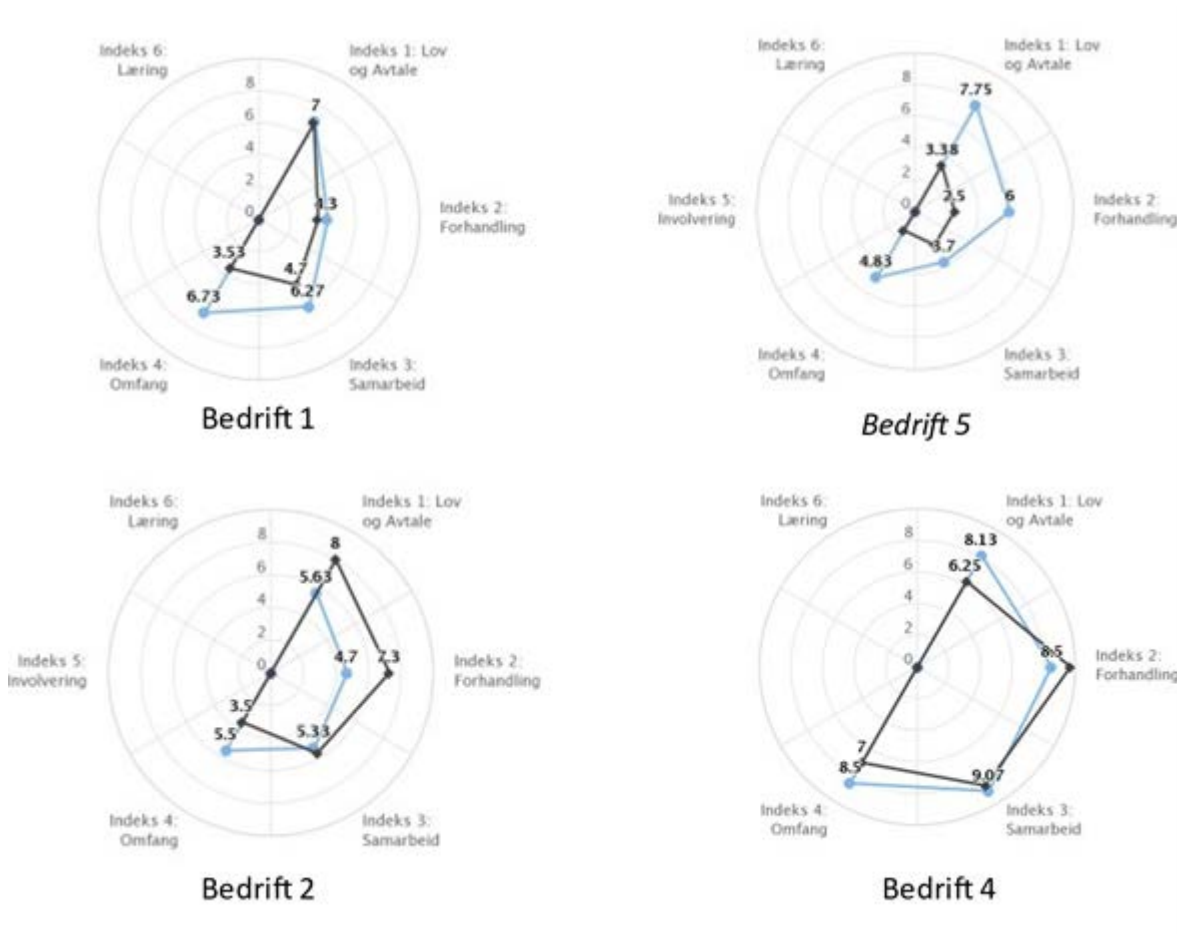 Indeks 6:
Læring
Indeks 1: Lov
og Avtale
8
6
4
2
0
7
4.3
Indeks 2:
Forhandling
3.53
4.7
6.27
6.73
Indeks 4:
Omfang
Indeks 3:
Samarbeid
Bedrift 1
Indeks 6:
Læring
Indeks 1: Lov
og Avtale
8
6
4
2
0
7.75
3.38
2.5
6
Indeks 5:
Involvering
Indeks 2:
Forhandling
3.7
4.83
Indeks 4:
Omfang
Indeks 3:
Samarbeid
Bedrift 5
Indeks 6:
Læring
Indeks 1: Lov
og Avtale
8
6
4
2
0
8
5.63
4.7
7.3
Indeks 5:
Involvering
Indeks 2:
Forhandling
3.5
5.5
5.33
Indeks 4:
Omfang
Indeks 3:
Samarbeid
Bedrift 2
Indeks 6:
Læring
Indeks 1: Lov
og Avtale
8
6
4
2
0
8.13
6.25
8.5
Indeks 2:
Forhandling
7
8.5
9.07
Indeks 4:
Omfang
Indeks 3:
Samarbeid
Bedrift 4